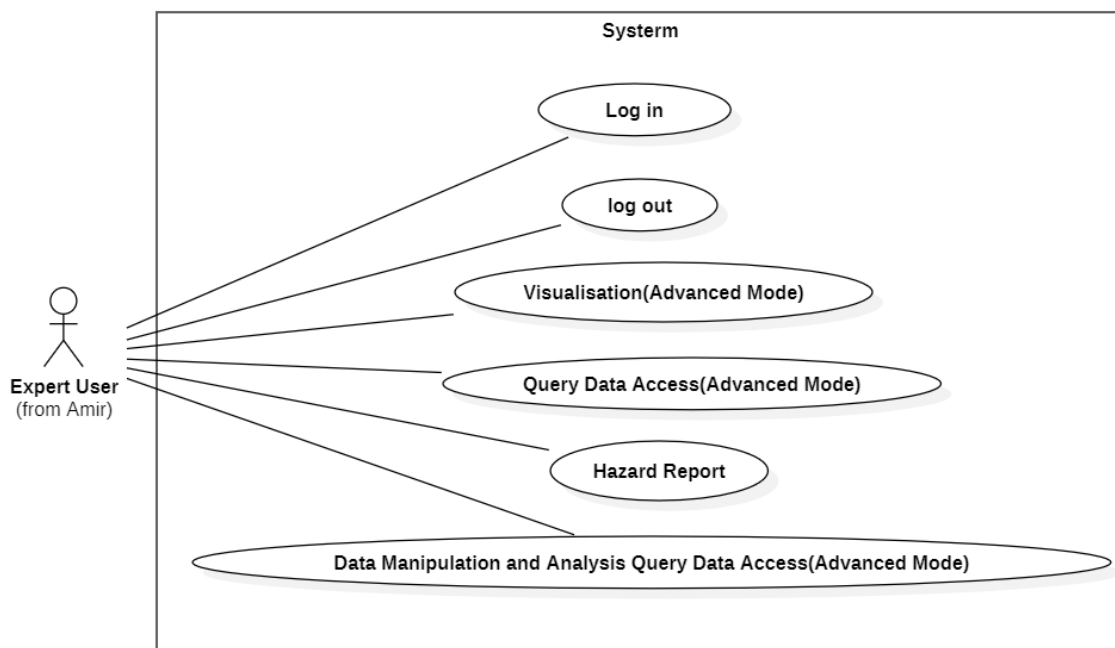 Systerm
Log in
log out
Visualisation(Advanced Mode)
Expert User
(from Amir)
Query Data Access(Advanced Mode)
Hazard Report
Data Manipulation and Analysis Query Data Access(Advanced Mode)